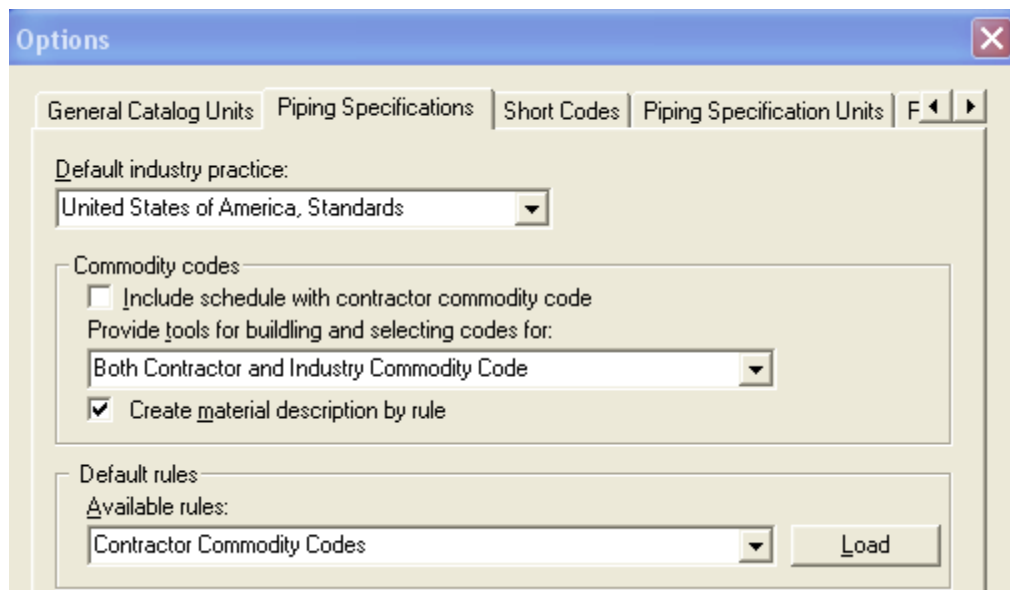 Options
General Catalog Units Piping Specifications Short Codes Piping Specification Units F
Default industry practice:
United States of America, Standards
Commodity codes
Include schedule with contractor commodity code
Provide tools for buildling and selecting codes for:
Both Contractor and Industry Commodity Code
Create material description by rule
Default rules
Available rules:
Contractor Commodity Codes Load